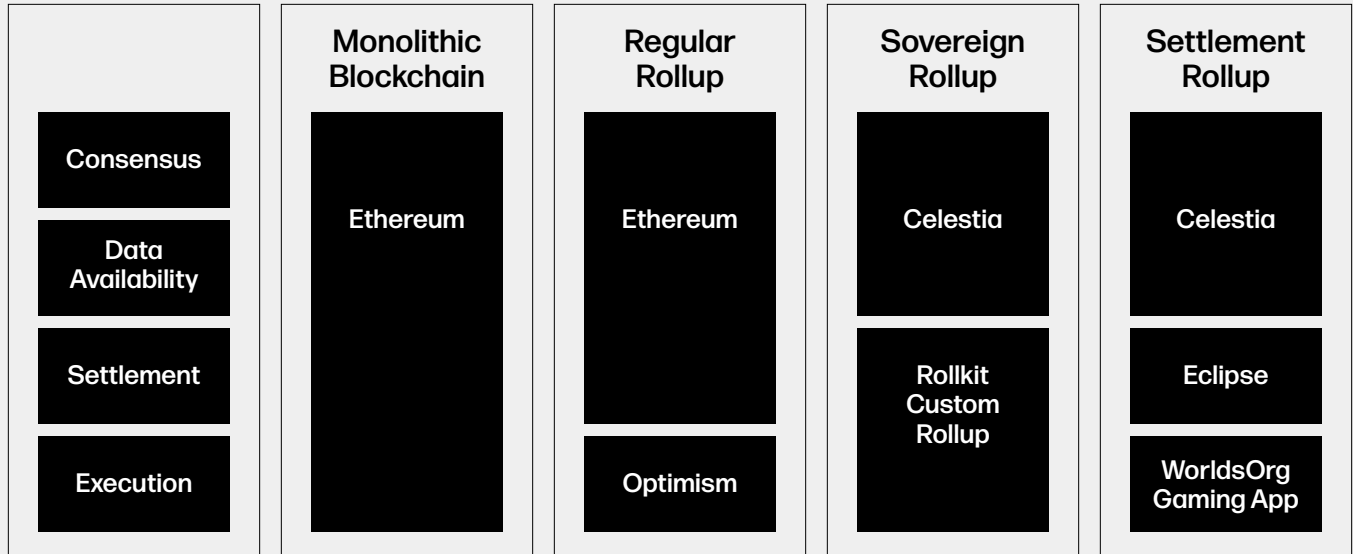 Consensus
Data
Availability
Settlement
Execution
Monolithic
Blockchain
Ethereum
Regular
Rollup
Ethereum
Optimism
Sovereign
Rollup
Celestia
Rollkit
Custom
Rollup
Settlement
Rollup
Celestia
Eclipse
WorldsOrg
Gaming App